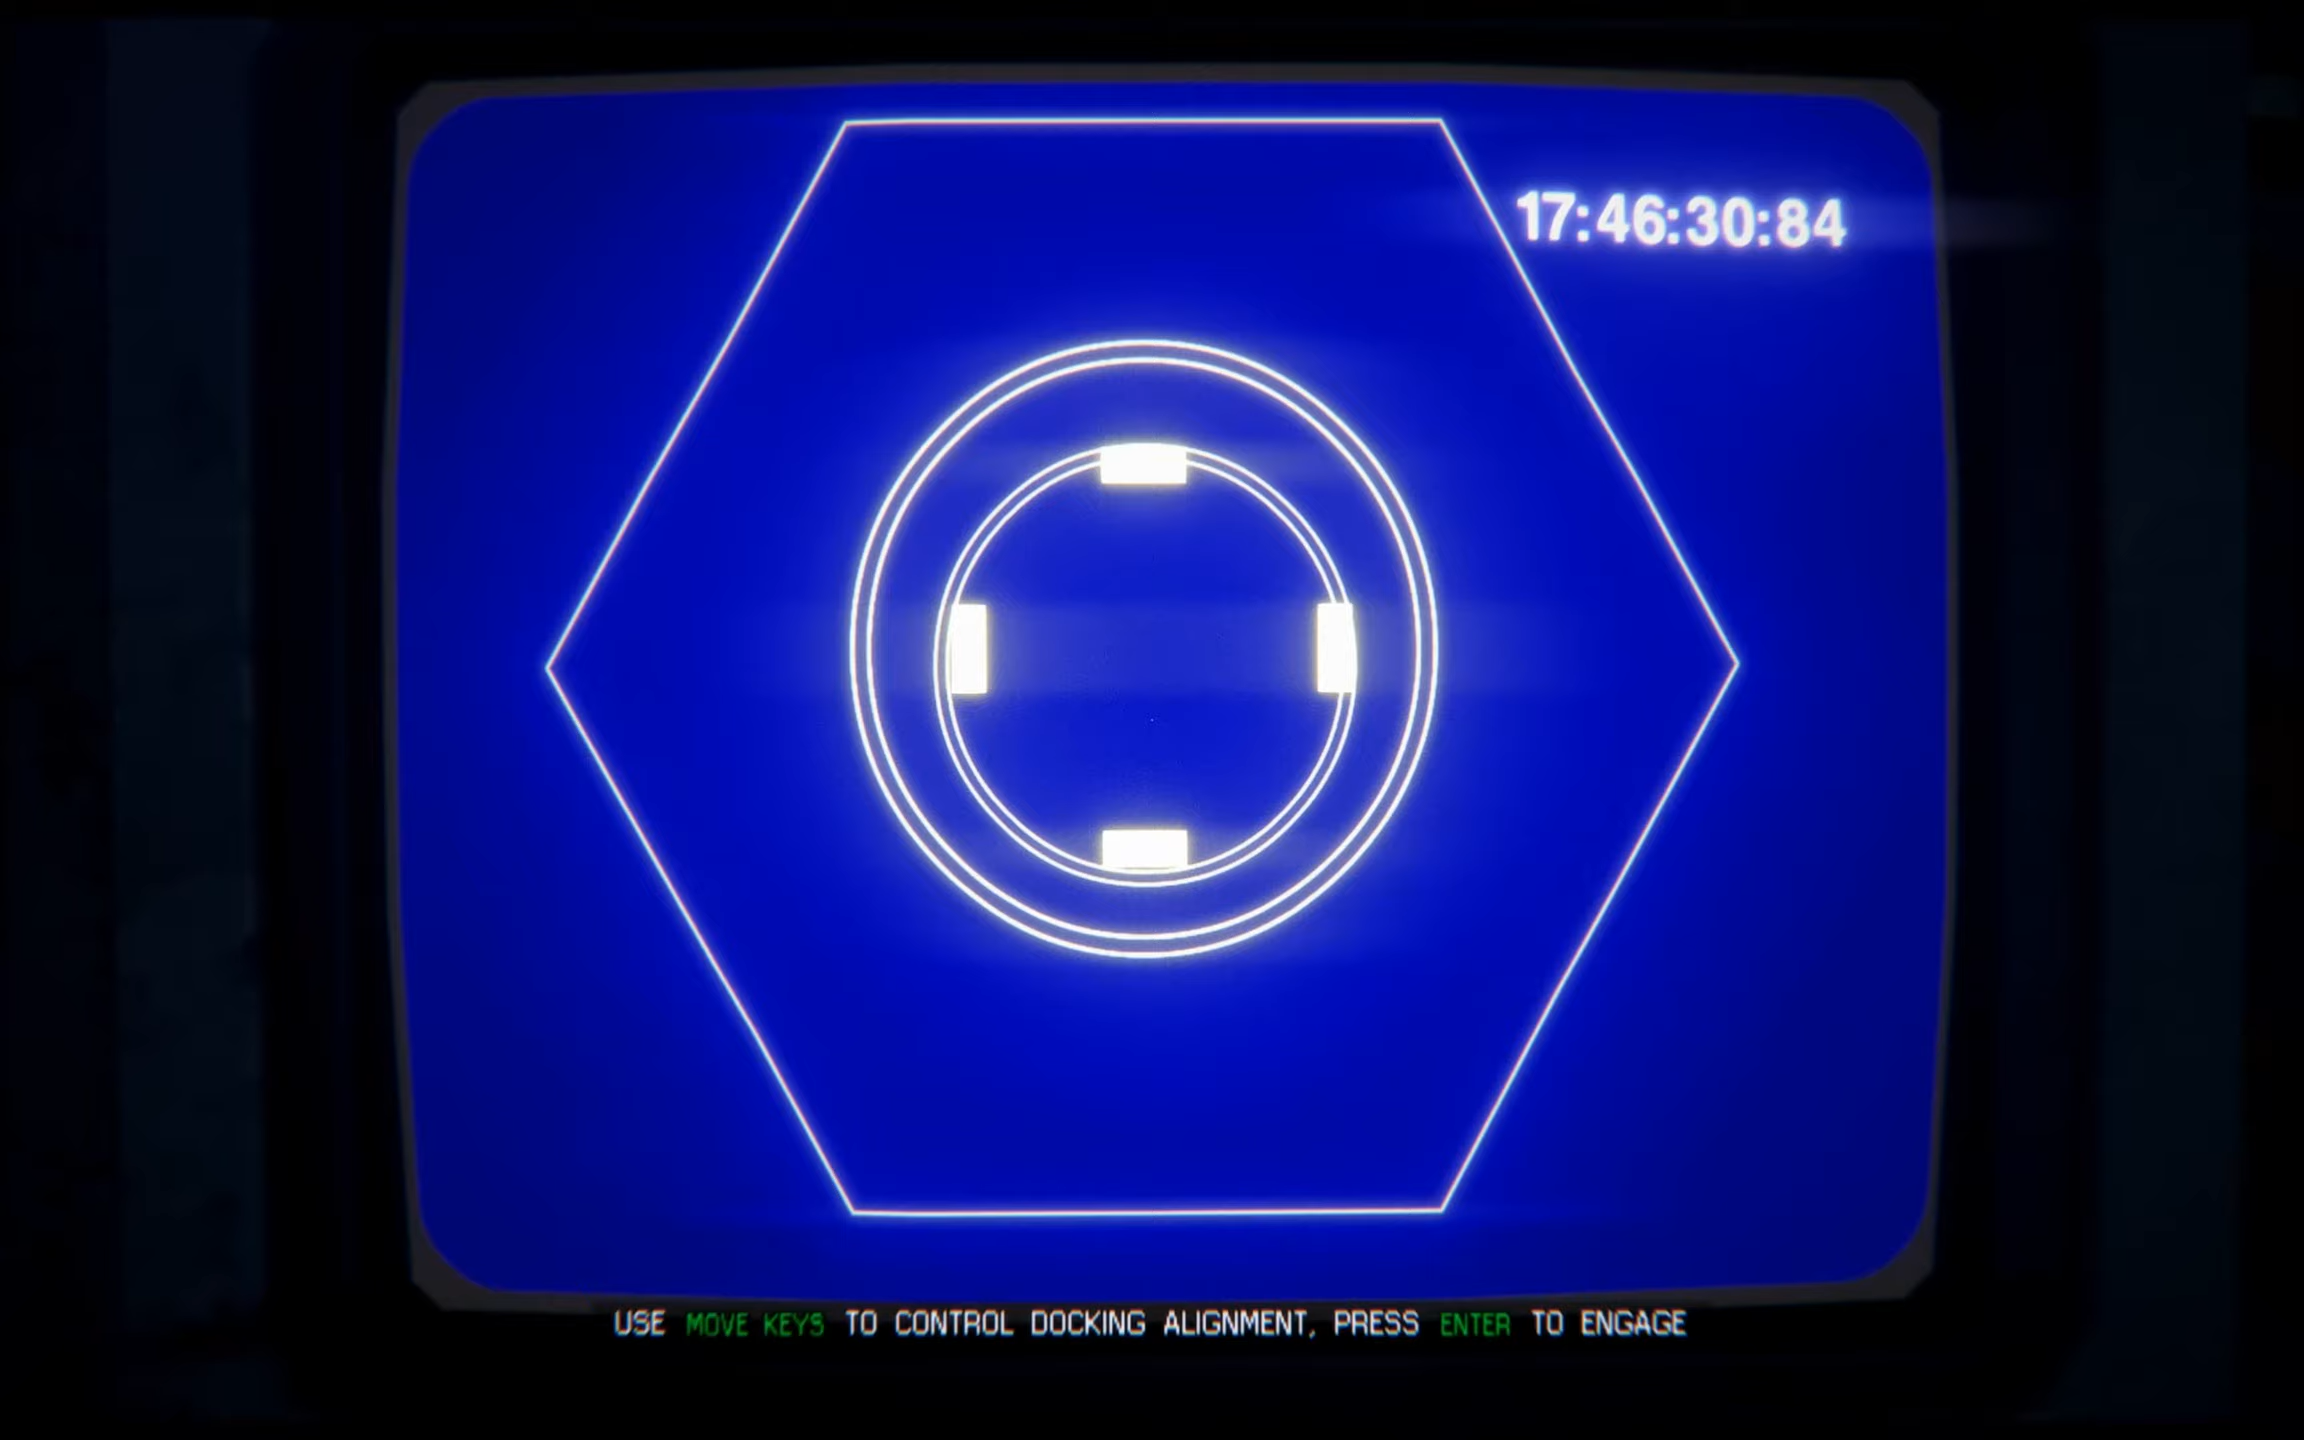 17:46:30:84
USE MOVE KEYS TO CONTROL DOCKING ALIGNMENT, PRESS ENTER TO ENGAGE